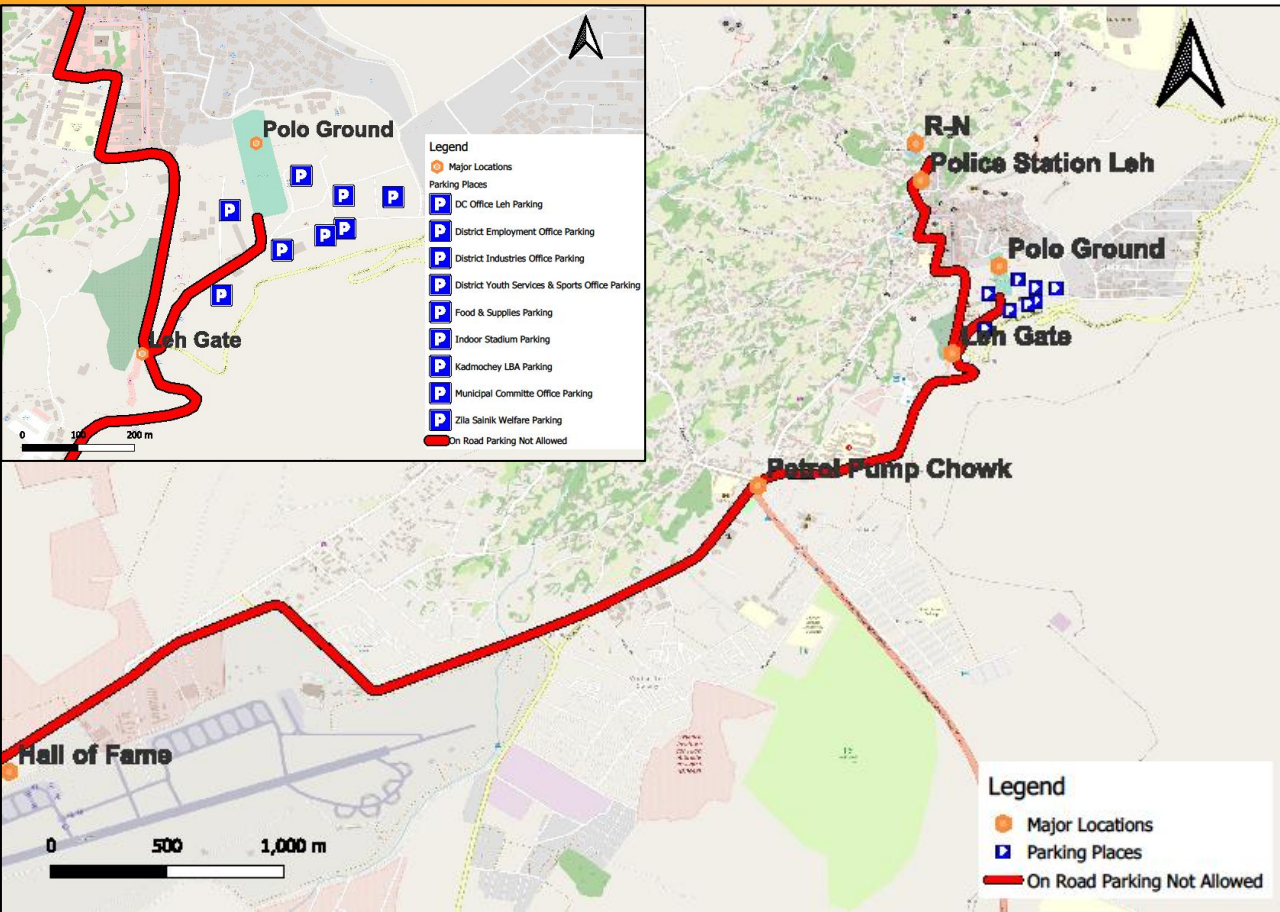 Polo Ground
Leh Gate
0 100 200 m
Legend
Major Locations
Parking Places
DC Office Leh Parking
District Employment Office Parking
District Industries Office Parking
District Youth Services & Sports Office Parking
Food & Supplies Parking
Indoor Stadium Parking
Kadmochey LBA Parking
Municipal Committe Office Parking
Zila Sainik Welfare Parking
On Road Parking Not Allowed
R-N
Police Station Leh
Polo Ground
Leh Gate
Petrol Pump Chowk
Hall of Fame
0 500 1,000 m
Legend
Major Locations
Parking Places
On Road Parking Not Allowed